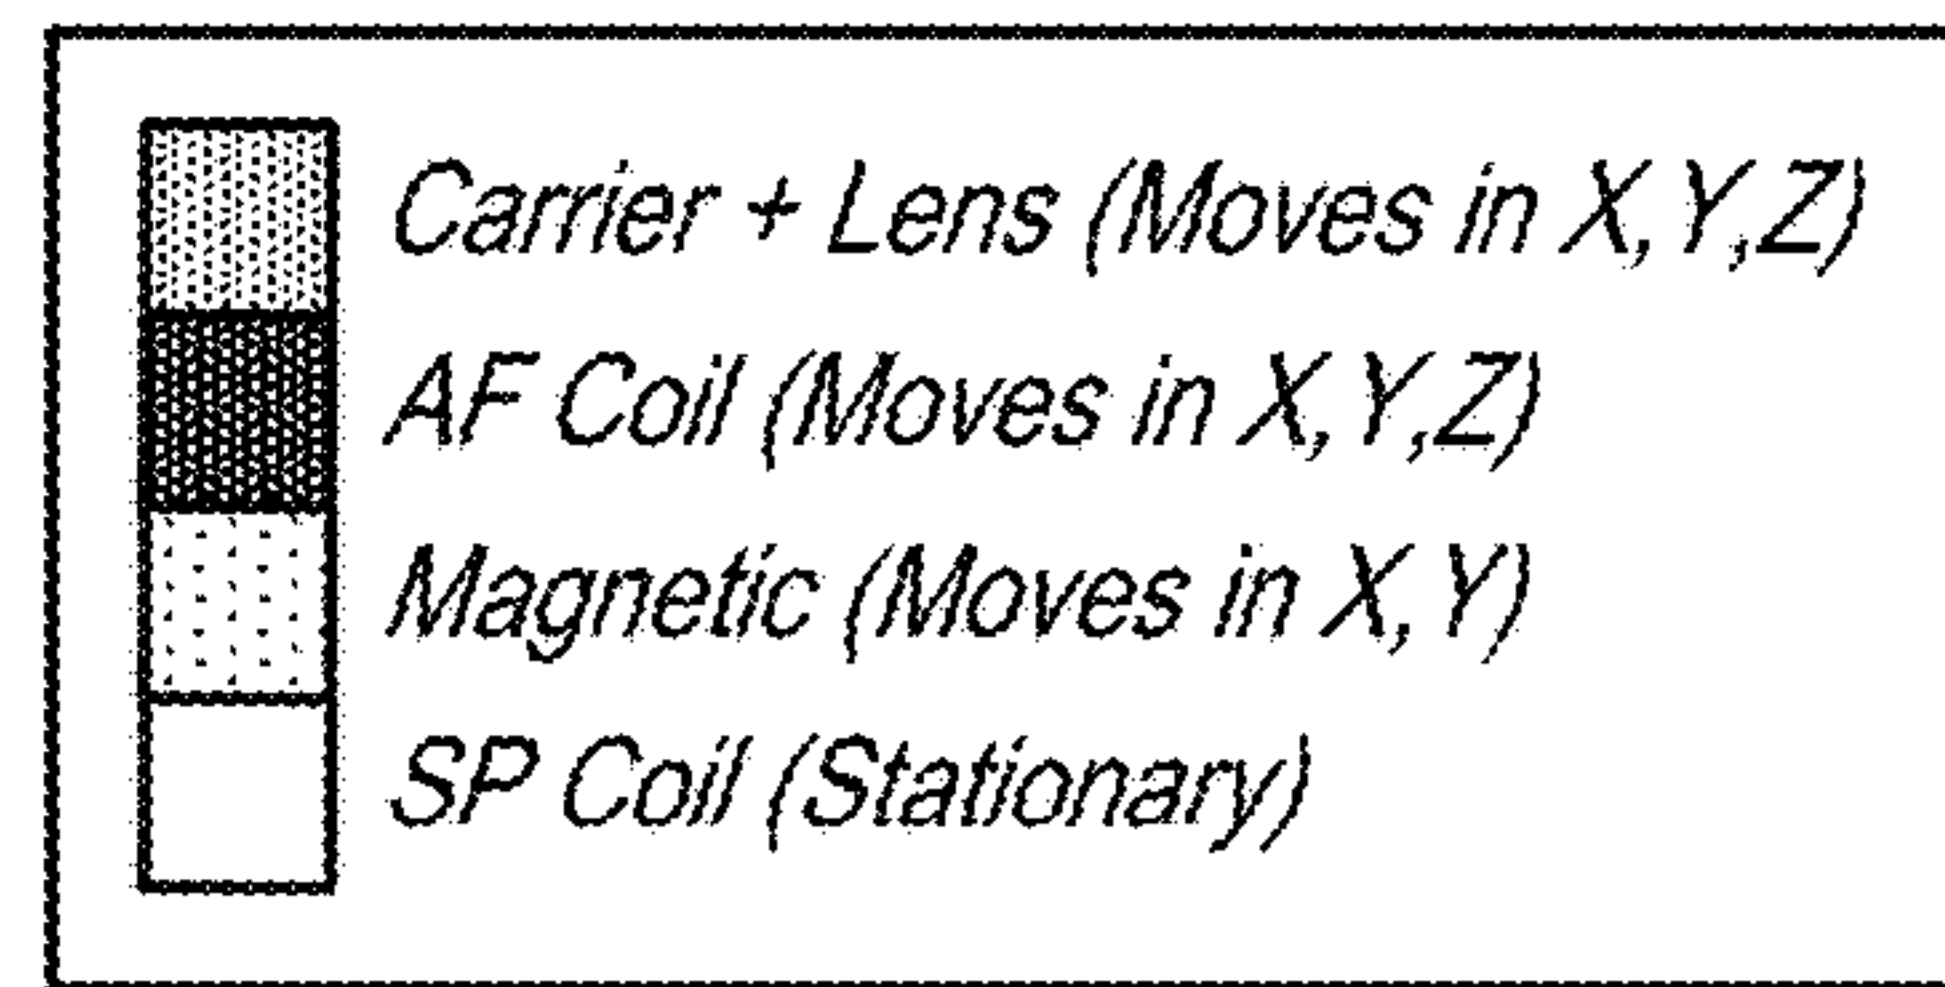 Carrier + Lens (Moves in X,Y,Z)
AF Coil (Moves in X,Y,Z)
Magnetic (Moves in X,Y)
SP Coil (Stationary)